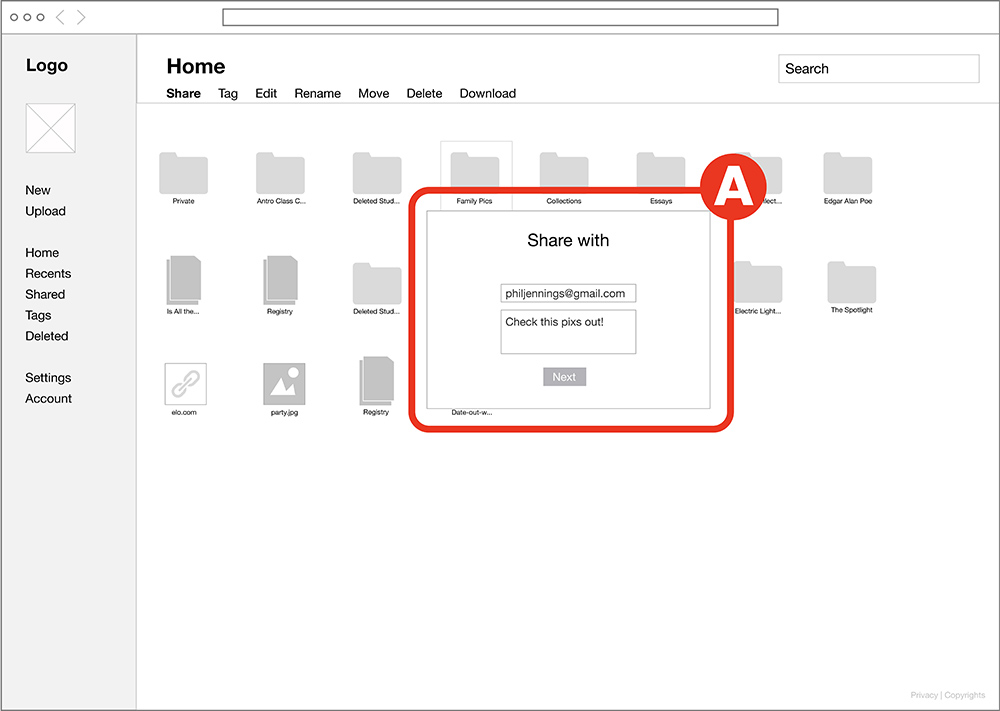 Logo
Home
Search
Share Tag Edit Rename Move Delete Download
New
Upload
Home
Recents
Shared
Tags
Deleted
Settings
Account
Private
Antro Class C...
Deleted Stud...
Family Pics
Collections
Essays
lect...
Edgar Alan Poe
A
Is All the...
Registry
Deleted Stud...
Electric Light...
The Spotlight
elo.com
party.jpg
Registry
Date-out-w...
Share with
philjennings@gmail.com
Check this pixs out!
Next
Privacy | Copyrights